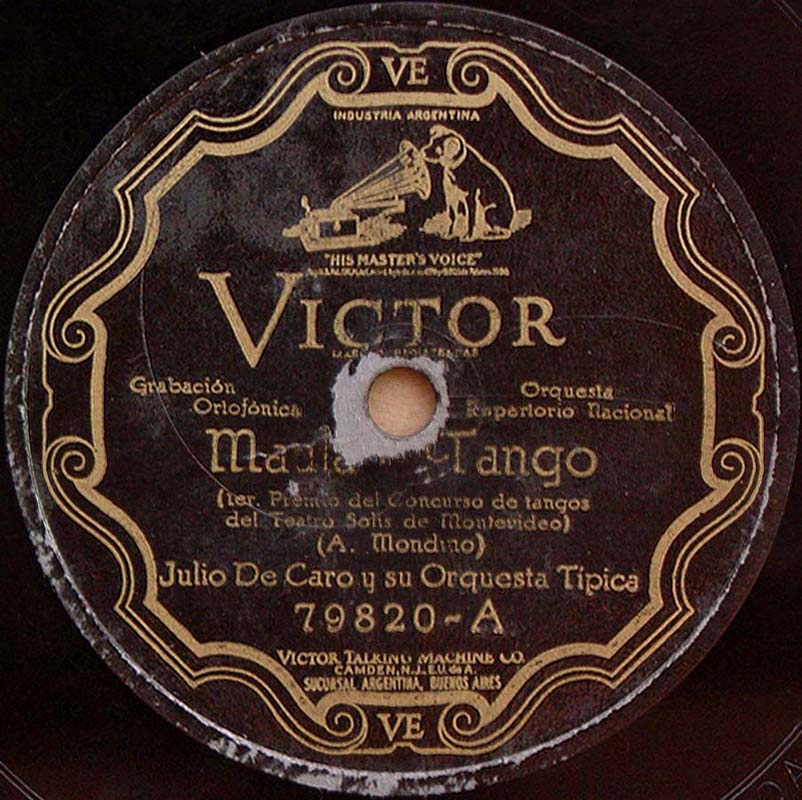 VE
INDUSTRIA ARGENTINA
"HIS MASTER'S VOICE"
VICTOR
Grabación Orquesta
Ortofónica Repertorio Nacional
Maula Tango
(1er. Premio del Concurso de tangos
del Teatro Solís de Montevideo)
(A. Mondino)
Julio De Caro y su Orquesta Típica
79820-A
VICTOR TALKING MACHINE CO.
CAMDEN, N.J. E.U. de A.
SUCURSAL ARGENTINA, BUENOS AIRES
VE